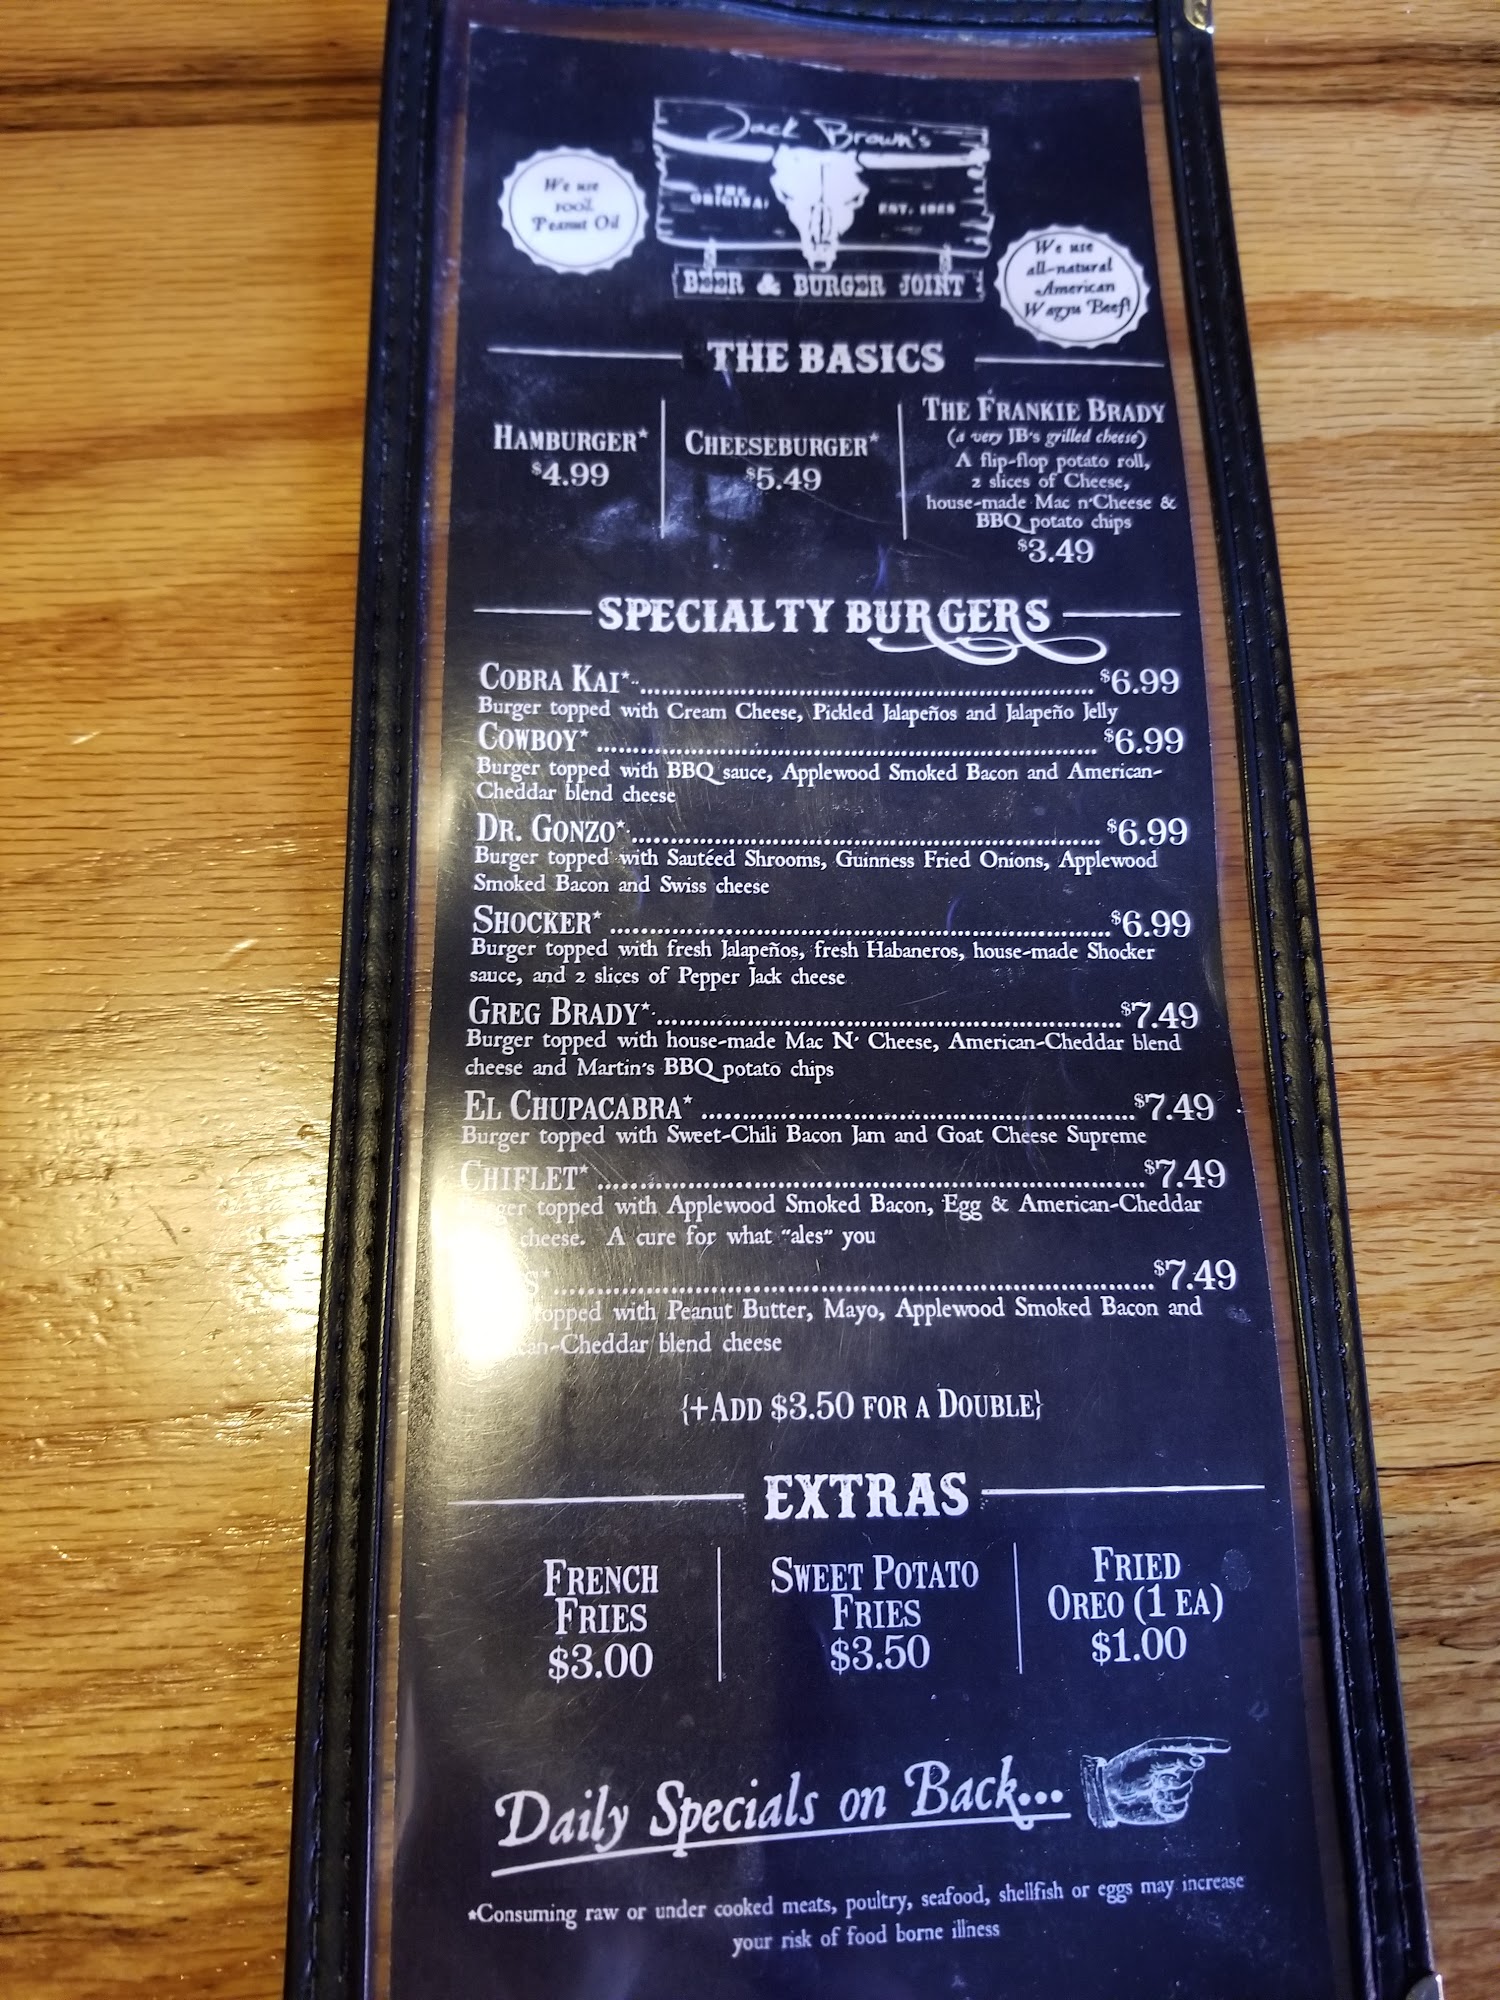 Jack Brown's
We use
100%
Peanut Oil
THE
ORIGINAL
EST.
BEER & BURGER JOINT
We use
all-natural
American
Wagyu Beef!
THE BASICS
HAMBURGER*
$4.99
CHEESEBURGER*
$5.49
THE FRANKIE BRADY
(a very JB's grilled cheese)
A flip-flop potato roll,
2 slices of Cheese,
house-made Mac n'Cheese &
BBQ potato chips
$3.49
SPECIALTY BURGERS
COBRA KAI* $6.99
Burger topped with Cream Cheese, Pickled Jalapeños and Jalapeño Jelly
COWBOY* $6.99
Burger topped with BBQ sauce, Applewood Smoked Bacon and American-
Cheddar blend cheese
DR. GONZO* $6.99
Burger topped with Sautéed Shrooms, Guinness Fried Onions, Applewood
Smoked Bacon and Swiss cheese
SHOCKER* $6.99
Burger topped with fresh Jalapeños, fresh Habaneros, house-made Shocker
sauce, and 2 slices of Pepper Jack cheese
GREG BRADY* $7.49
Burger topped with house-made Mac N' Cheese, American-Cheddar blend
cheese and Martin's BBQ potato chips
EL CHUPACABRA* $7.49
Burger topped with Sweet-Chili Bacon Jam and Goat Cheese Supreme
CHIFLET* $7.49
topped with Applewood Smoked Bacon, Egg & American-Cheddar
cheese. A cure for what "ales" you
$7.49
topped with Peanut Butter, Mayo, Applewood Smoked Bacon and
-Cheddar blend cheese
{+ADD $3.50 FOR A DOUBLE}
EXTRAS
FRENCH
FRIES
$3.00
SWEET POTATO
FRIES
$3.50
FRIED
OREO (1 EA)
$1.00
Daily Specials on Back...
*Consuming raw or under cooked meats, poultry, seafood, shellfish or eggs may increase
your risk of food borne illness